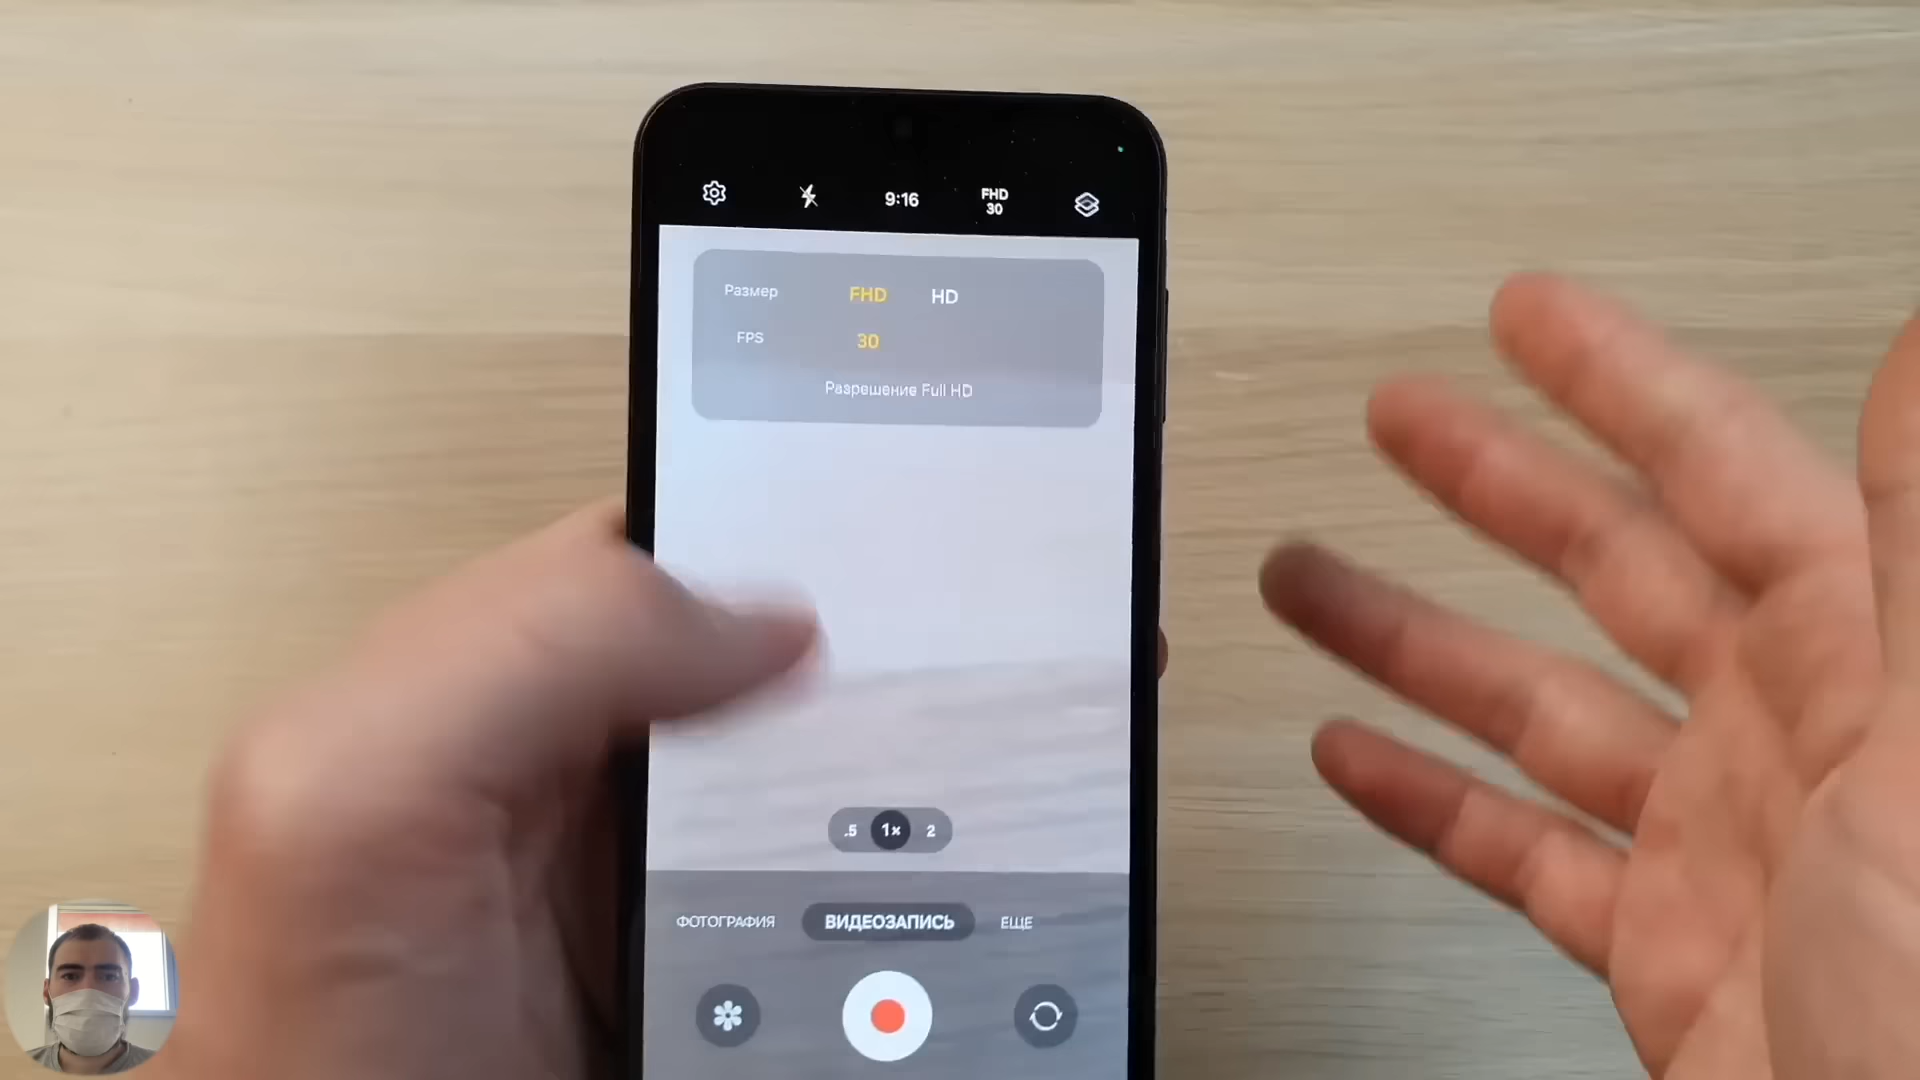 9:16
FHD
30
Размер FHD HD
FPS 30
Разрешение Full HD
.5 1x 2
ФОТОГРАФИЯ ВИДЕОЗАПИСЬ ЕЩЕ